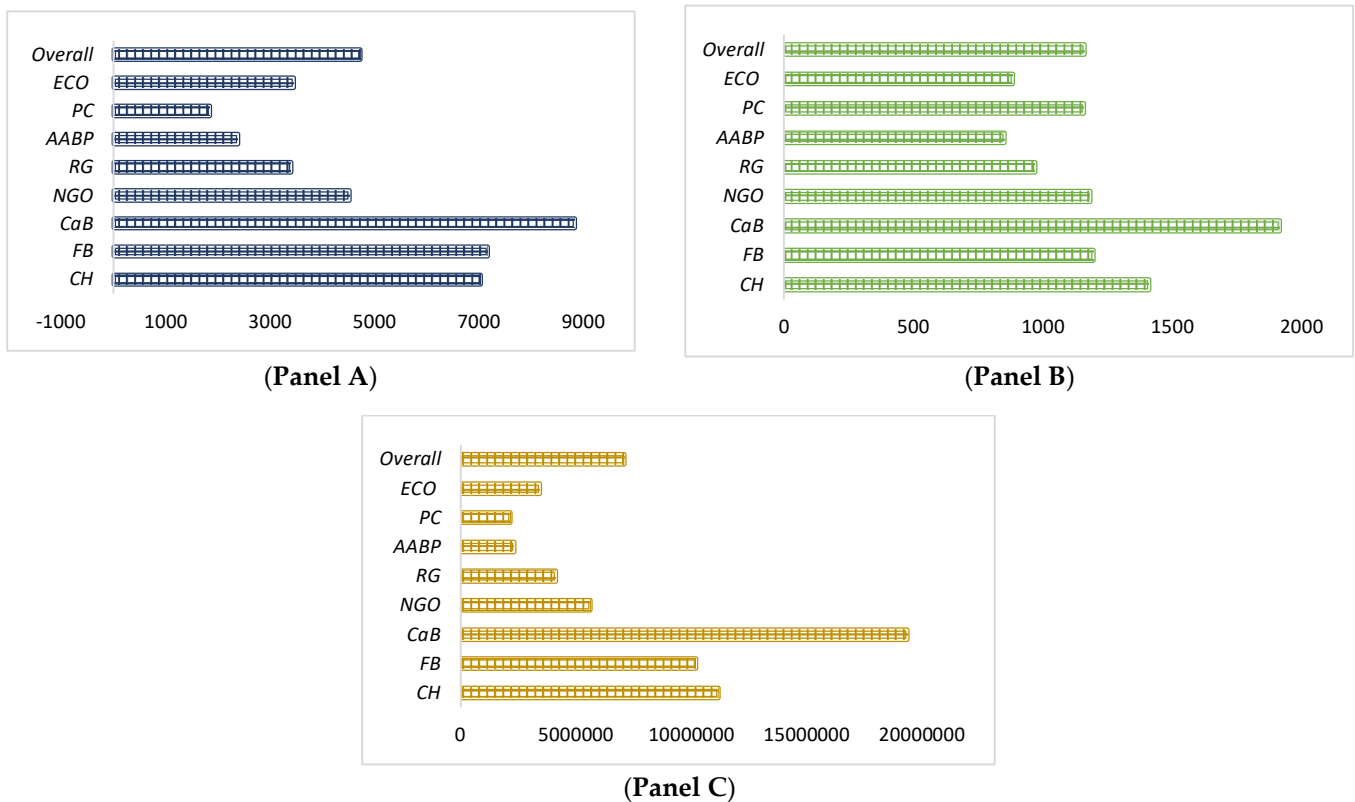 Overall
ECO
PC
AABP
RG
NGO
CaB
FB
CH
-1000 1000 3000 5000 7000 9000
(Panel A)
Overall
ECO
PC
AABP
RG
NGO
CaB
FB
CH
0 500 1000 1500 2000
(Panel B)
Overall
ECO
PC
AABP
RG
NGO
CaB
FB
CH
0 5000000 10000000 15000000 20000000
(Panel C)